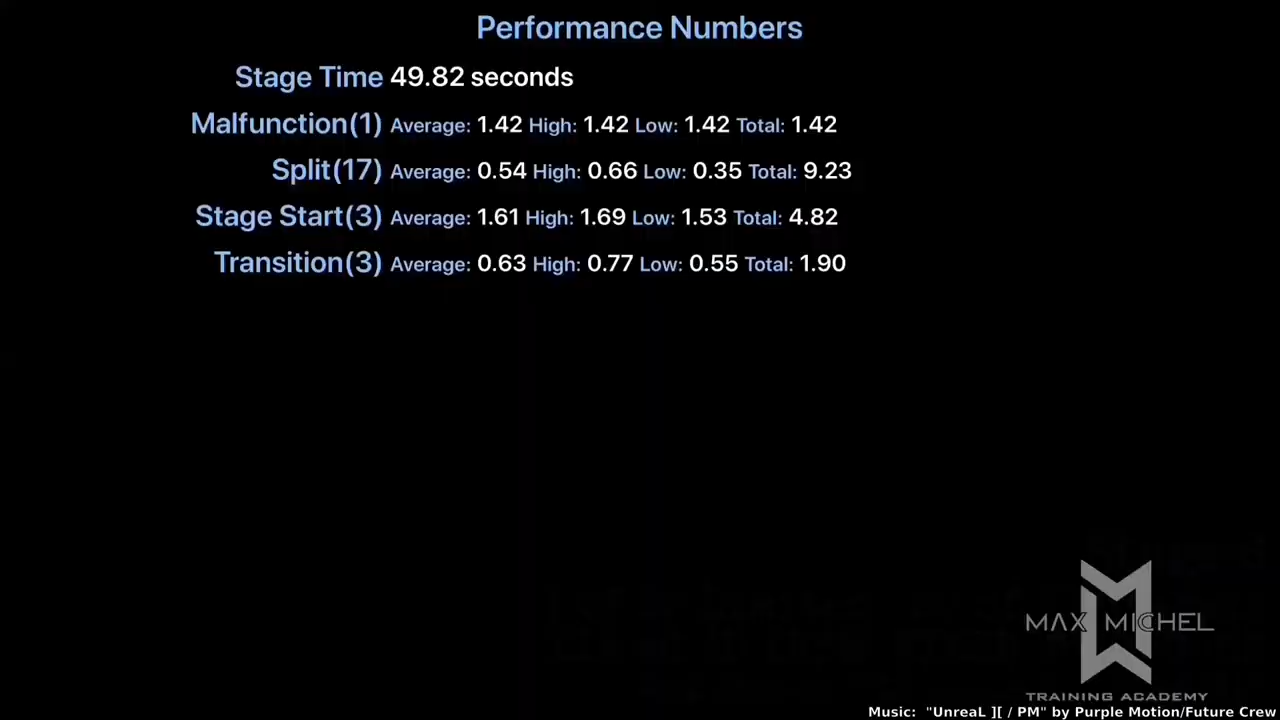 Performance Numbers
Stage Time 49.82 seconds
Malfunction(1) Average: 1.42 High: 1.42 Low: 1.42 Total: 1.42
Split(17) Average: 0.54 High: 0.66 Low: 0.35 Total: 9.23
Stage Start(3) Average: 1.61 High: 1.69 Low: 1.53 Total: 4.82
Transition(3) Average: 0.63 High: 0.77 Low: 0.55 Total: 1.90
MAX MICHEL
TRAINING ACADEMY
Music: "UnreaL ][ / PM" by Purple Motion/Future Crew